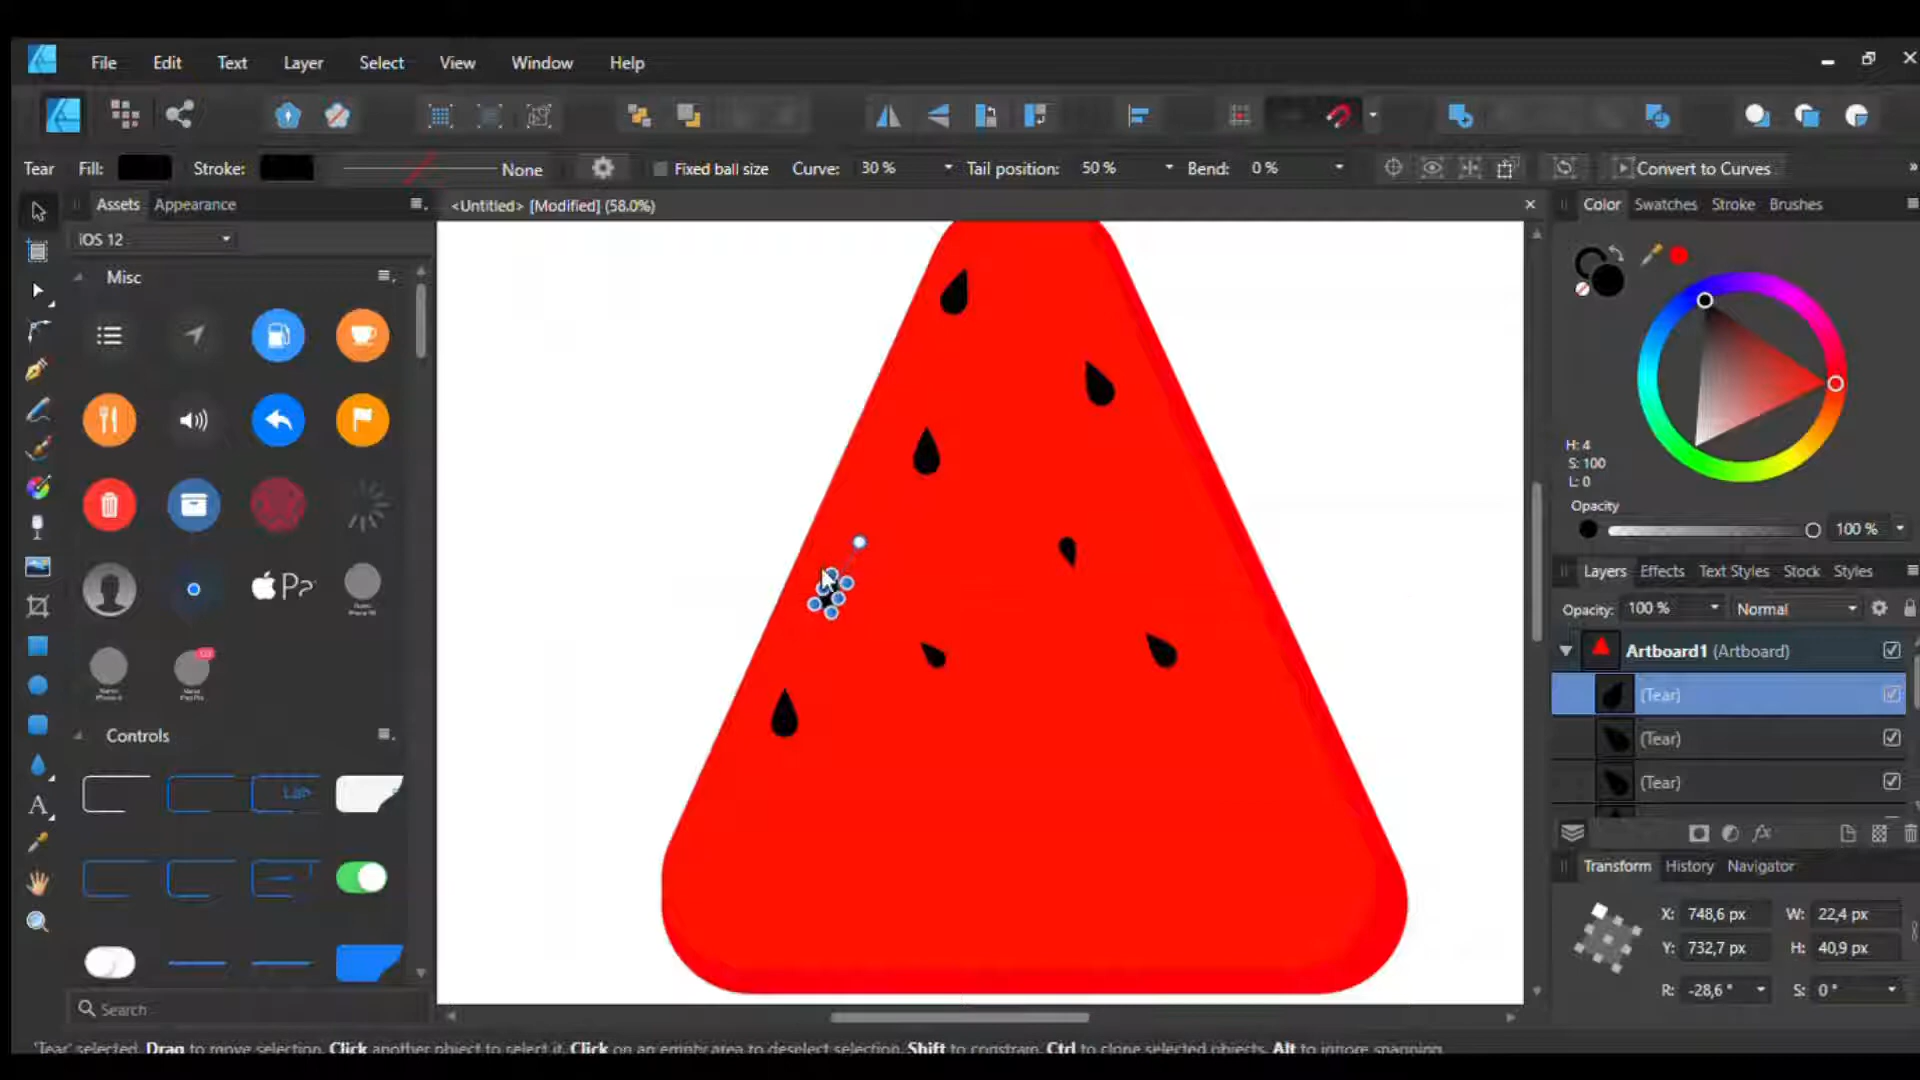 File Edit Text Layer Select View Window Help
Tear Fill: Stroke: None Fixed ball size Curve: 30 % Tail position: 50 % Bend: 0 % Convert to Curves
Assets Appearance
<Untitled> [Modified] (58.0%)
Color Swatches Stroke Brushes
iOS 12
Misc
H: 4
S: 100
L: 0
Opacity
100 %
Layers Effects Text Styles Stock Styles
Opacity: 100 % Normal
Artboard1 (Artboard)
(Tear)
(Tear)
(Tear)
Controls
Transform History Navigator
X: 748,6 px W: 22,4 px
Y: 732,7 px H: 40,9 px
R: -28,6 ° S: 0 °
Search
'Tear' selected. Drag to move selection. Click another object to select it. Click on an empty area to deselect selection. Shift to constrain. Ctrl to clone selected objects. Alt to ignore snapping.